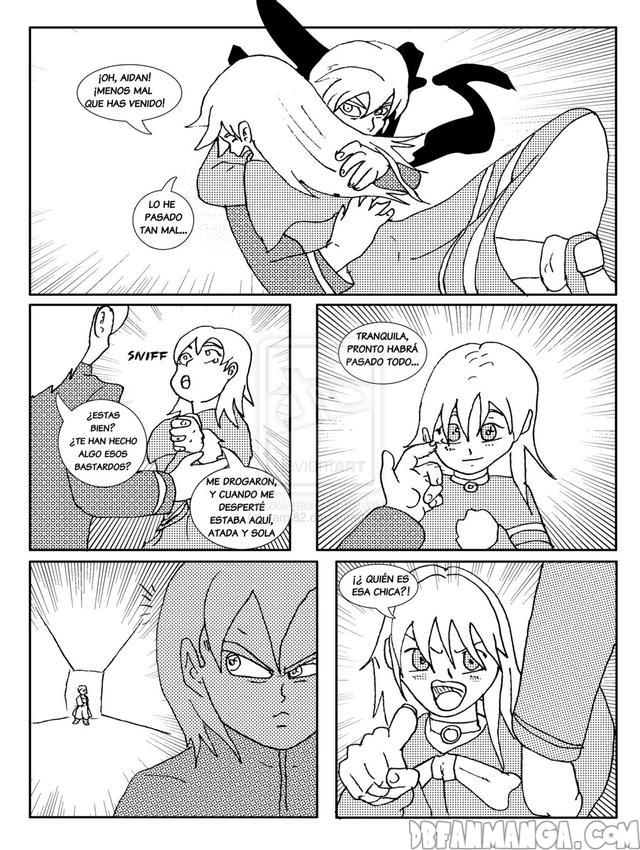 ¡OH, AIDAN!
¡MENOS MAL
QUE HAS VENIDO!
LO HE
PASADO
TAN MAL...
SNIFF
¿ESTAS
BIEN?
¿TE HAN HECHO
ALGO ESOS
BASTARDOS?
ME DROGARON,
Y CUANDO ME
DESPERTÉ
ESTABA AQUÍ,
ATADA Y SOLA
TRANQUILA,
PRONTO HABRÁ
PASADO TODO...
¡¿ QUIÉN ES
ESA CHICA?!
DBFANMANGA.COM